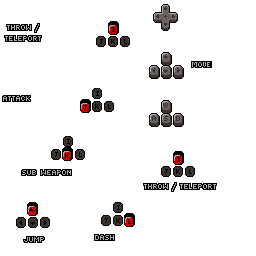 THROW /
TELEPORT
J K L
MOVE
ATTACK
I
K L
A S D
I
J L
SUB WEAPON
I
J K L
THROW / TELEPORT
I
J K L
JUMP
DASH